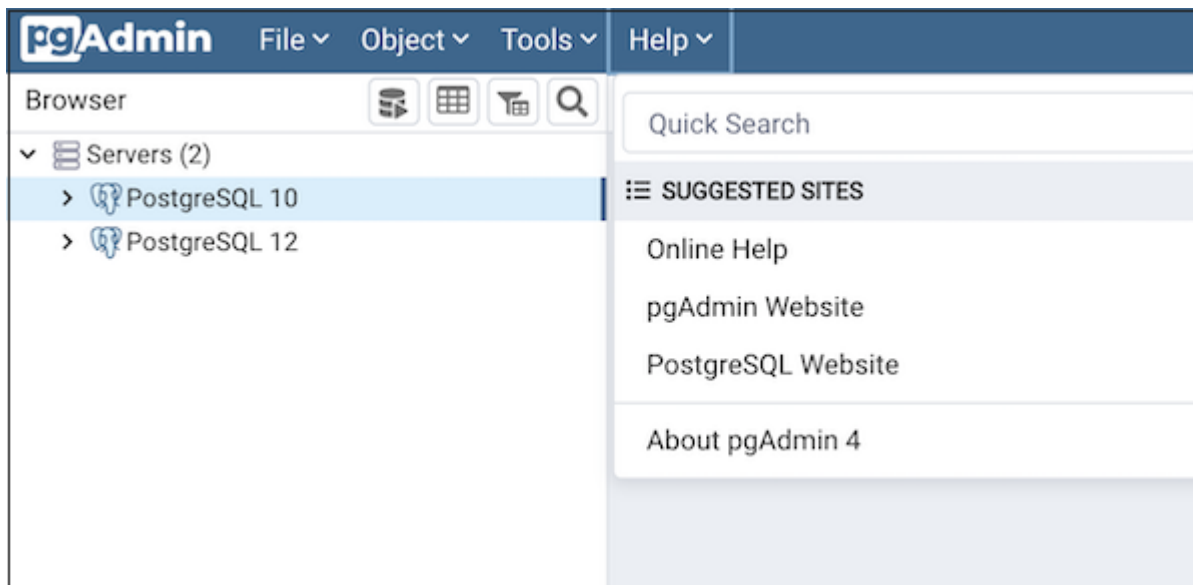 pgAdmin File Object Tools Help
Browser
Servers (2)
PostgreSQL 10
PostgreSQL 12
Quick Search
SUGGESTED SITES
Online Help
pgAdmin Website
PostgreSQL Website
About pgAdmin 4